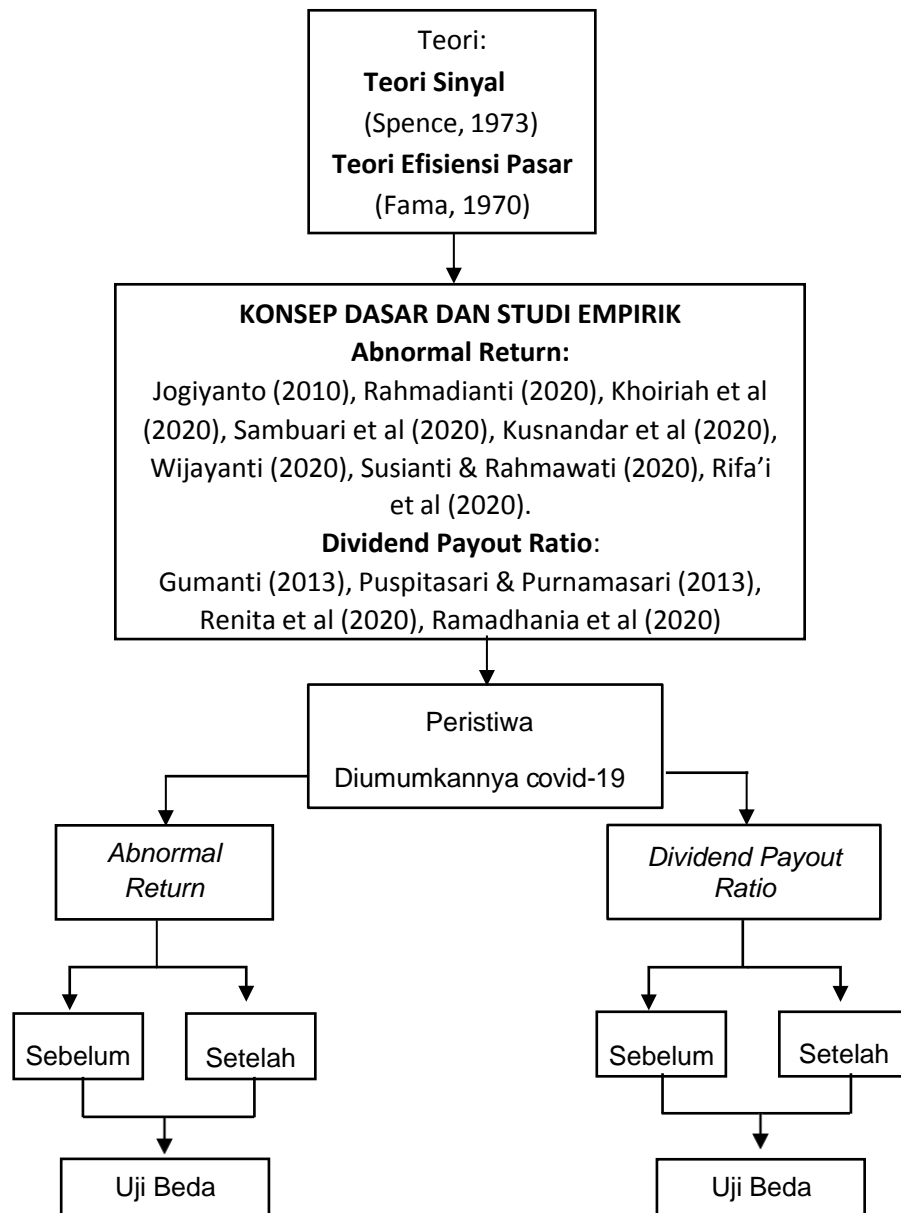 Teori:
Teori Sinyal
(Spence, 1973)
Teori Efisiensi Pasar
(Fama, 1970)
KONSEP DASAR DAN STUDI EMPIRIK
Abnormal Return:
Jogiyanto (2010), Rahmadianti (2020), Khoiriah et al
(2020), Sambuari et al (2020), Kusnandar et al (2020),
Wijayanti (2020), Susianti & Rahmawati (2020), Rifa’i
et al (2020).
Dividend Payout Ratio:
Gumanti (2013), Puspitasari & Purnamasari (2013),
Renita et al (2020), Ramadhania et al (2020)
Peristiwa
Diumumkannya covid-19
Abnormal
Return
Dividend Payout
Ratio
Sebelum
Setelah
Sebelum
Setelah
Uji Beda
Uji Beda